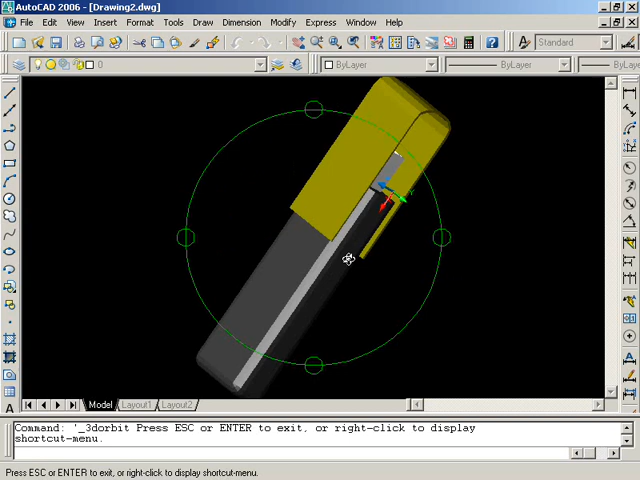 AutoCAD 2006 - [Drawing2.dwg]
File Edit View Insert Format Tools Draw Dimension Modify Express Window Help
Standard
0 ByLayer ByLayer
Y
Model Layout1 Layout2
Command: '_3dorbit Press ESC or ENTER to exit, or right-click to display
shortcut-menu.
Press ESC or ENTER to exit, or right-click to display shortcut-menu.